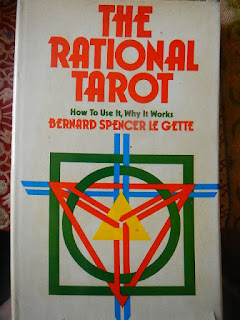 THE
RATIONAL
TAROT
How To Use It, Why It Works
BERNARD SPENCER LE GETTE